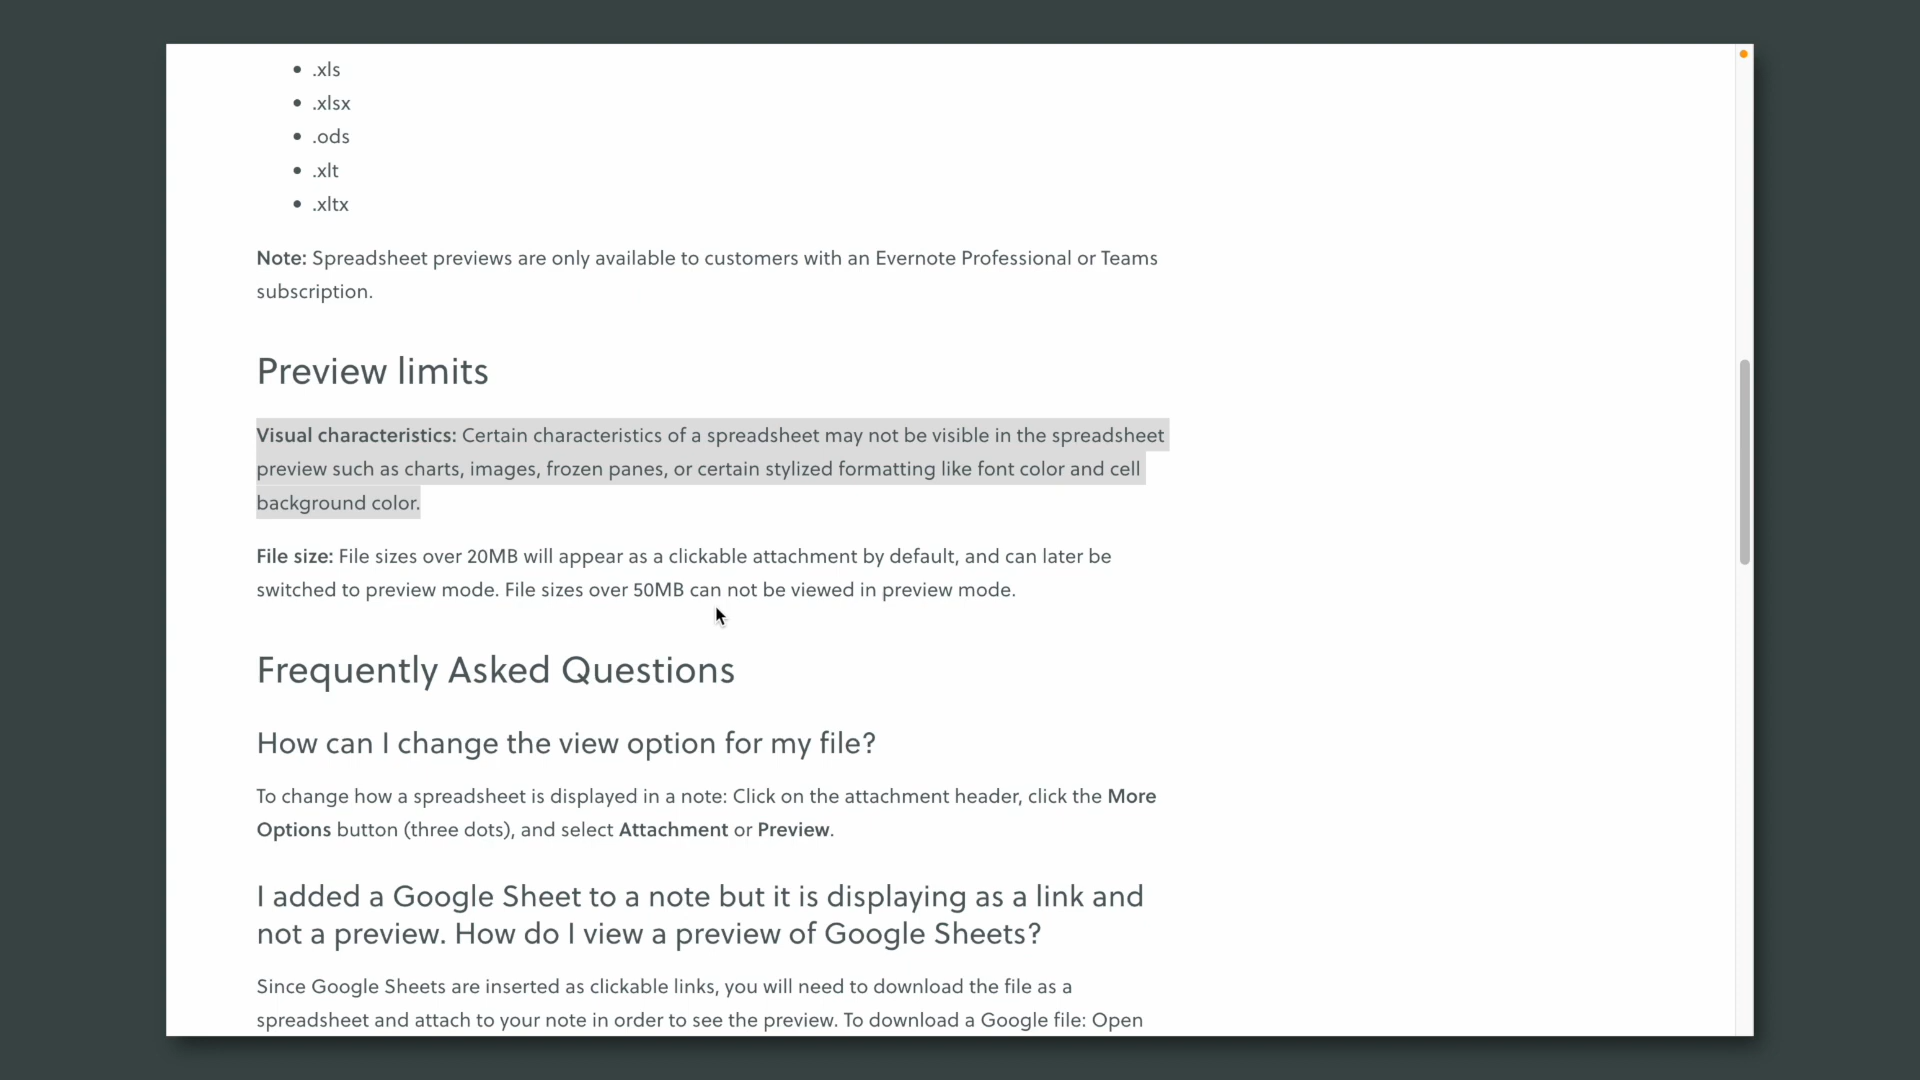 .xls
.xlsx
.ods
.xlt
.xltx
Note: Spreadsheet previews are only available to customers with an Evernote Professional or Teams
subscription.
Preview limits
Visual characteristics: Certain characteristics of a spreadsheet may not be visible in the spreadsheet
preview such as charts, images, frozen panes, or certain stylized formatting like font color and cell
background color.
File size: File sizes over 20MB will appear as a clickable attachment by default, and can later be
switched to preview mode. File sizes over 50MB can not be viewed in preview mode.
Frequently Asked Questions
How can I change the view option for my file?
To change how a spreadsheet is displayed in a note: Click on the attachment header, click the More
Options button (three dots), and select Attachment or Preview.
I added a Google Sheet to a note but it is displaying as a link and
not a preview. How do I view a preview of Google Sheets?
Since Google Sheets are inserted as clickable links, you will need to download the file as a
spreadsheet and attach to your note in order to see the preview. To download a Google file: Open